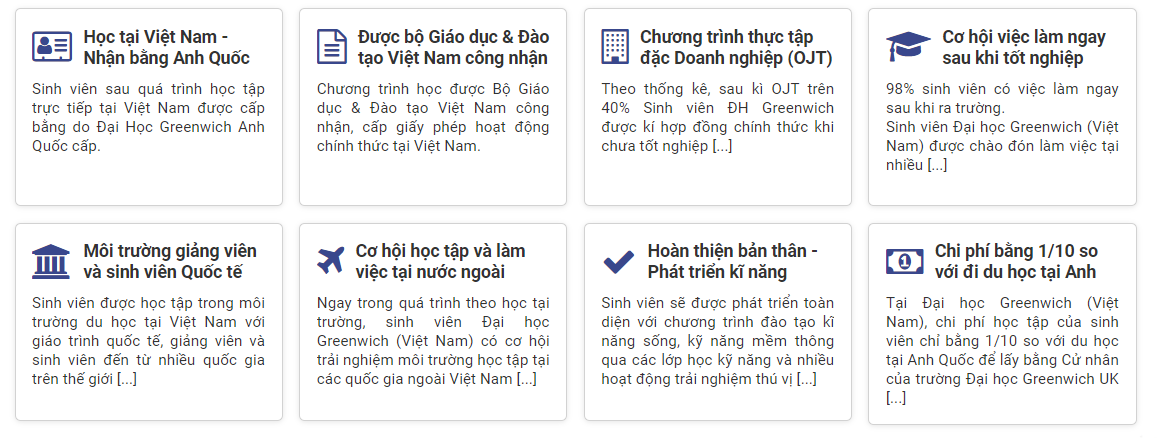 Học tại Việt Nam -
Nhận bằng Anh Quốc
Sinh viên sau quá trình học tập
trực tiếp tại Việt Nam được cấp
bằng do Đại Học Greenwich Anh
Quốc cấp.
Được bộ Giáo dục & Đào
tạo Việt Nam công nhận
Chương trình học được Bộ Giáo
dục & Đào tạo Việt Nam công
nhận, cấp giấy phép hoạt động
chính thức tại Việt Nam.
Chương trình thực tập
đặc Doanh nghiệp (OJT)
Theo thống kê, sau kì OJT trên
40% Sinh viên ĐH Greenwich
được kí hợp đồng chính thức khi
chưa tốt nghiệp [...]
Cơ hội việc làm ngay
sau khi tốt nghiệp
98% sinh viên có việc làm ngay
sau khi ra trường.
Sinh viên Đại học Greenwich (Việt
Nam) được chào đón làm việc tại
nhiều [...]
Môi trường giảng viên
và sinh viên Quốc tế
Sinh viên được học tập trong môi
trường du học tại Việt Nam với
giáo trình quốc tế, giảng viên và
sinh viên đến từ nhiều quốc gia
trên thế giới [...]
Cơ hội học tập và làm
việc tại nước ngoài
Ngay trong quá trình theo học tại
trường, sinh viên Đại học
Greenwich (Việt Nam) có cơ hội
trải nghiệm môi trường học tập tại
các quốc gia ngoài Việt Nam [...]
Hoàn thiện bản thân -
Phát triển kĩ năng
Sinh viên sẽ được phát triển toàn
diện với chương trình đào tạo kĩ
năng sống, kỹ năng mềm thông
qua các lớp học kỹ năng và nhiều
hoạt động trải nghiệm thú vị [...]
Chi phí bằng 1/10 so
với đi du học tại Anh
Tại Đại học Greenwich (Việt
Nam), chi phí học tập của sinh
viên chỉ bằng 1/10 so với du học
tại Anh Quốc để lấy bằng Cử nhân
của trường Đại học Greenwich UK
[...]